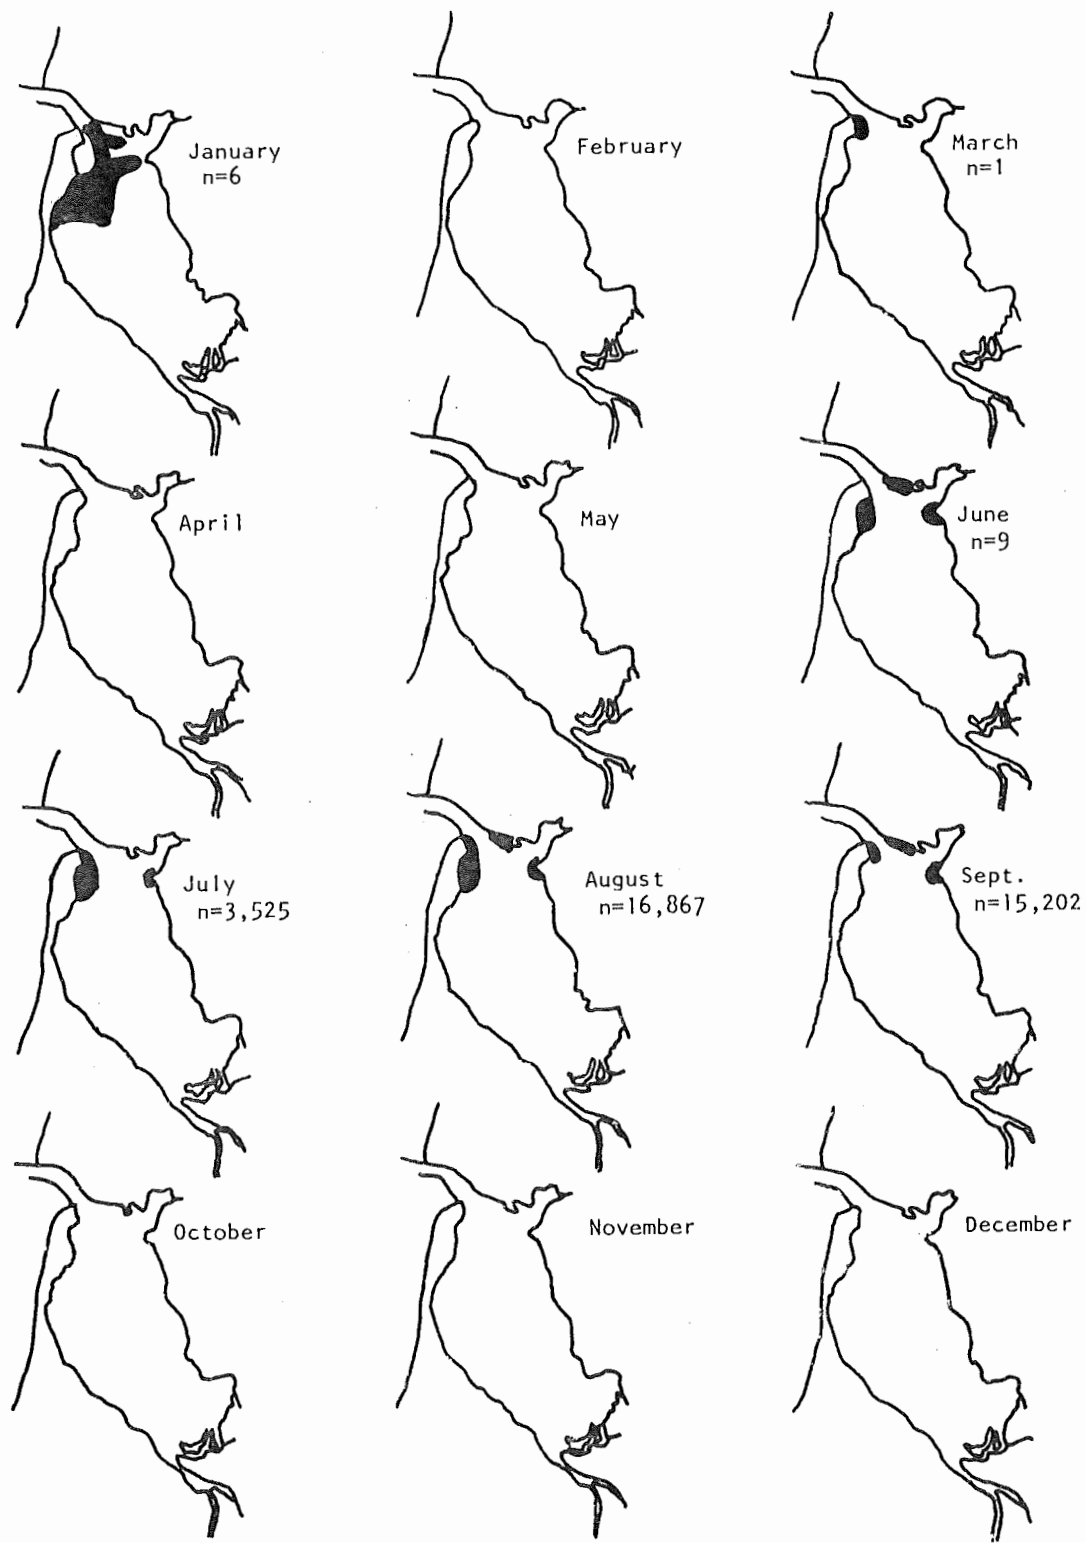 January
n=6
February
March
n=1
April
May
June
n=9
July
n=3,525
August
n=16,867
Sept.
n=15,202
October
November
December